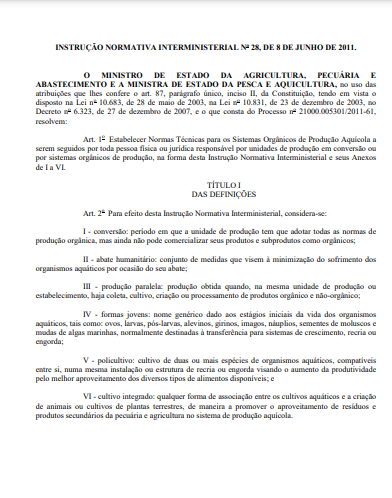 INSTRUÇÃO NORMATIVA INTERMINISTERIAL Nº 28, DE 8 DE JUNHO DE 2011.
O MINISTRO DE ESTADO DA AGRICULTURA, PECUÁRIA E
ABASTECIMENTO E A MINISTRA DE ESTADO DA PESCA E AQUICULTURA, no uso das
atribuições que lhes confere o art. 87, parágrafo único, inciso II, da Constituição, tendo em vista o
disposto na Lei nº 10.683, de 28 de maio de 2003, na Lei nº 10.831, de 23 de dezembro de 2003, no
Decreto nº 6.323, de 27 de dezembro de 2007, e o que consta do Processo nº 21000.005301/2011-61,
resolvem:
Art. 1º Estabelecer Normas Técnicas para os Sistemas Orgânicos de Produção Aquícola a
serem seguidos por toda pessoa física ou jurídica responsável por unidades de produção em conversão ou
por sistemas orgânicos de produção, na forma desta Instrução Normativa Interministerial e seus Anexos
de I a VI.
TÍTULO I
DAS DEFINIÇÕES
Art. 2º Para efeito desta Instrução Normativa Interministerial, considera-se:
I - conversão: período em que a unidade de produção tem que adotar todas as normas de
produção orgânica, mas ainda não pode comercializar seus produtos e subprodutos como orgânicos;
II - abate humanitário: conjunto de medidas que visem à minimização do sofrimento dos
organismos aquáticos por ocasião do seu abate;
III - produção paralela: produção obtida quando, na mesma unidade de produção ou
estabelecimento, haja coleta, cultivo, criação ou processamento de produtos orgânico e não-orgânico;
IV - formas jovens: nome genérico dado aos estágios iniciais da vida dos organismos
aquáticos, tais como: ovos, larvas, pós-larvas, alevinos, girinos, imagos, náuplios, sementes de moluscos e
mudas de algas marinhas, normalmente destinadas à transferência para sistemas de crescimento, recria ou
engorda;
V - policultivo: cultivo de duas ou mais espécies de organismos aquáticos, compatíveis
entre si, numa mesma instalação ou estrutura de recria ou engorda visando o aumento da produtividade
pelo melhor aproveitamento dos diversos tipos de alimentos disponíveis; e
VI - cultivo integrado: qualquer forma de associação entre os cultivos aquáticos e a criação
de animais ou cultivos de plantas terrestres, de maneira a promover o aproveitamento de resíduos e
produtos secundários da pecuária e agricultura no sistema de produção aquícola.